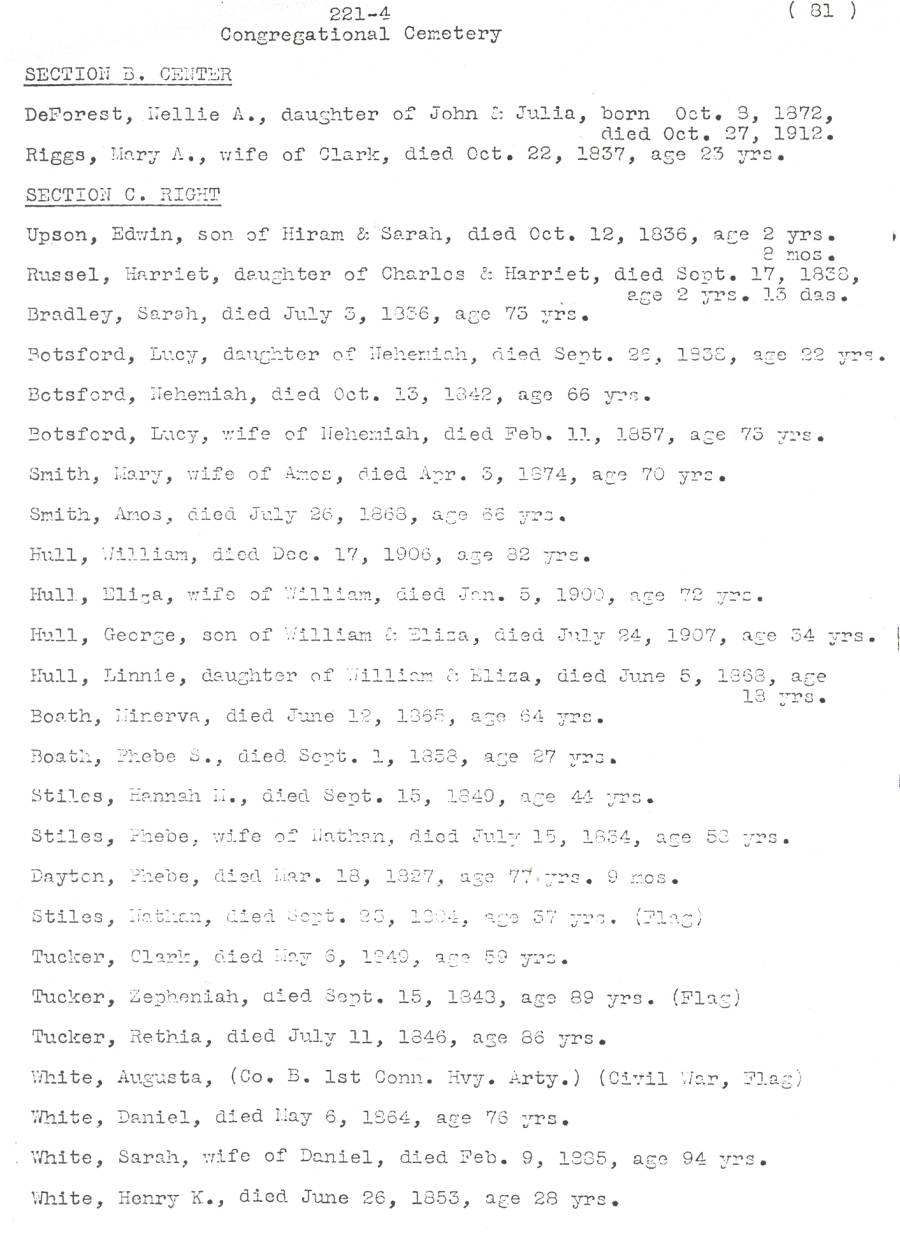 221-4
( 81 )
Congregational Cemetery
SECTION B. CENTER
DeForest, Nellie A., daughter of John & Julia, born Oct. 8, 1872,
died Oct. 27, 1912.
Riggs, Mary A., wife of Clark, died Oct. 22, 1837, age 23 yrs.
SECTION C. RIGHT
Upson, Edwin, son of Hiram & Sarah, died Oct. 12, 1836, age 2 yrs.
2 mos.
Russel, Harriet, daughter of Charles & Harriet, died Sept. 17, 1838,
age 2 yrs. 13 das.
Bradley, Sarah, died July 3, 1836, age 73 yrs.
Botsford, Lucy, daughter of Nehemiah, died Sept. 26, 1838, age 22 yrs.
Botsford, Nehemiah, died Oct. 13, 1842, age 66 yrs.
Botsford, Lucy, wife of Nehemiah, died Feb. 11, 1857, age 73 yrs.
Smith, Mary, wife of Amos, died Apr. 3, 1874, age 70 yrs.
Smith, Amos, died July 26, 1868, age 66 yrs.
Hull, William, died Dec. 17, 1906, age 82 yrs.
Hull, Eliza, wife of William, died Jan. 5, 1900, age 72 yrs.
Hull, George, son of William & Eliza, died July 24, 1907, age 54 yrs.
Hull, Linnie, daughter of William & Eliza, died June 5, 1868, age
18 yrs.
Boath, Minerva, died June 12, 1865, age 64 yrs.
Boath, Phebe S., died Sept. 1, 1858, age 27 yrs.
Stiles, Hannah M., died Sept. 15, 1849, age 44 yrs.
Stiles, Phebe, wife of Nathan, died July 15, 1834, age 58 yrs.
Dayton, Phebe, died Mar. 18, 1827, age 77 yrs. 9 mos.
Stiles, Nathan, died Sept. age 37 yrs. (Flag)
Tucker, Clark, died May 6, 1849, age 59 yrs.
Tucker, Zepheniah, died Sept. 15, 1848, age 89 yrs. (Flag)
Tucker, Rethia, died July 11, 1846, age 86 yrs.
White, Augusta, (Co. B. 1st Conn. Hvy. Arty.) (Civil War, Flag)
White, Daniel, died May 6, 1864, age 76 yrs.
White, Sarah, wife of Daniel, died Feb. 9, 1885, age 94 yrs.
White, Henry K., died June 26, 1853, age 28 yrs.